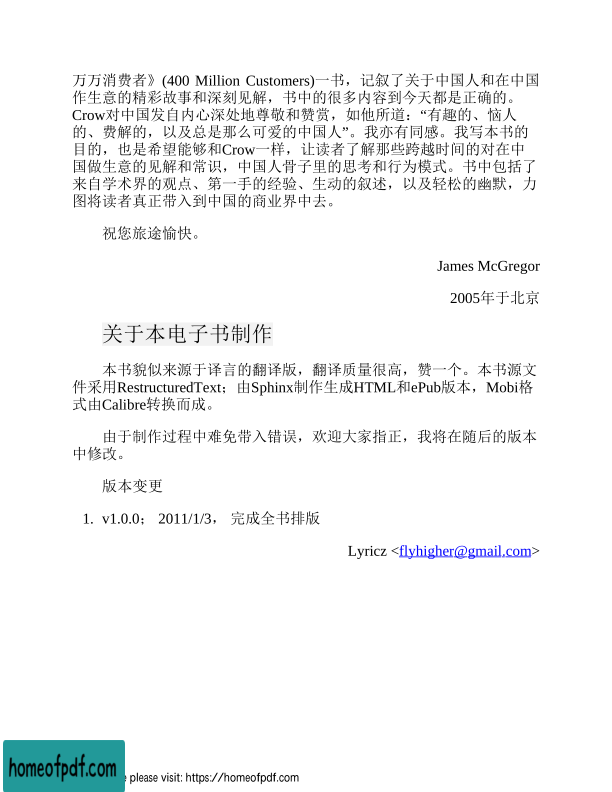 万万消费者》(400 Million Customers)一书，记叙了关于中国人和在中国
作生意的精彩故事和深刻见解，书中的很多内容到今天都是正确的。
Crow对中国发自内心深处地尊敬和赞赏，如他所道：“有趣的、恼人
的、费解的，以及总是那么可爱的中国人”。我亦有同感。我写本书的
目的，也是希望能够和Crow一样，让读者了解那些跨越时间的对在中
国做生意的见解和常识，中国人骨子里的思考和行为模式。书中包括了
来自学术界的观点、第一手的经验、生动的叙述，以及轻松的幽默，力
图将读者真正带入到中国的商业界中去。
祝您旅途愉快。
James McGregor
2005年于北京
关于本电子书制作
本书貌似来源于译言的翻译版，翻译质量很高，赞一个。本书源文
件采用RestructuredText；由Sphinx制作生成HTML和ePub版本，Mobi格
式由Calibre转换而成。
由于制作过程中难免带入错误，欢迎大家指正，我将在随后的版本
中修改。
版本变更
1. v1.0.0； 2011/1/3， 完成全书排版
Lyricz <flyhigher@gmail.com>
homeofpdf.com
please visit: https://homeofpdf.com